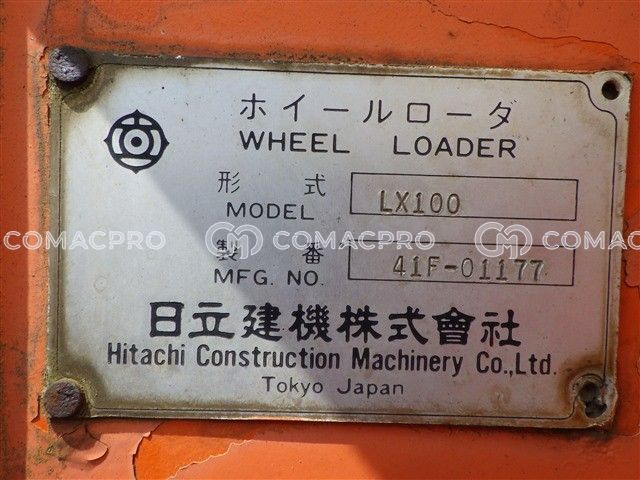 ホイールローダ
WHEEL LOADER
形式
MODEL LX100
COMACPRO COMACPRO COMAC
製番
MFG. NO. 41F-01177
日立建機株式會社
Hitachi Construction Machinery Co.,Ltd.
Tokyo Japan